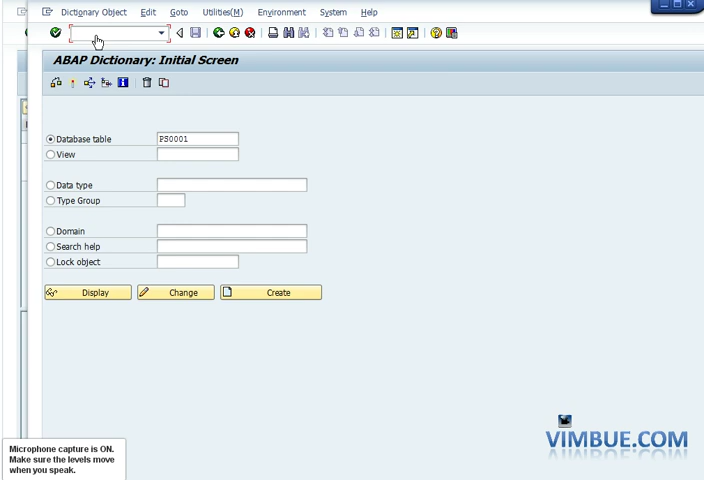 Dictionary Object Edit Goto Utilities(M) Environment System Help
ABAP Dictionary: Initial Screen
Database table PS0001
View
Data type
Type Group
Domain
Search help
Lock object
Display Change Create
VIMBUE.COM
Microphone capture is ON.
Make sure the levels move
when you speak.